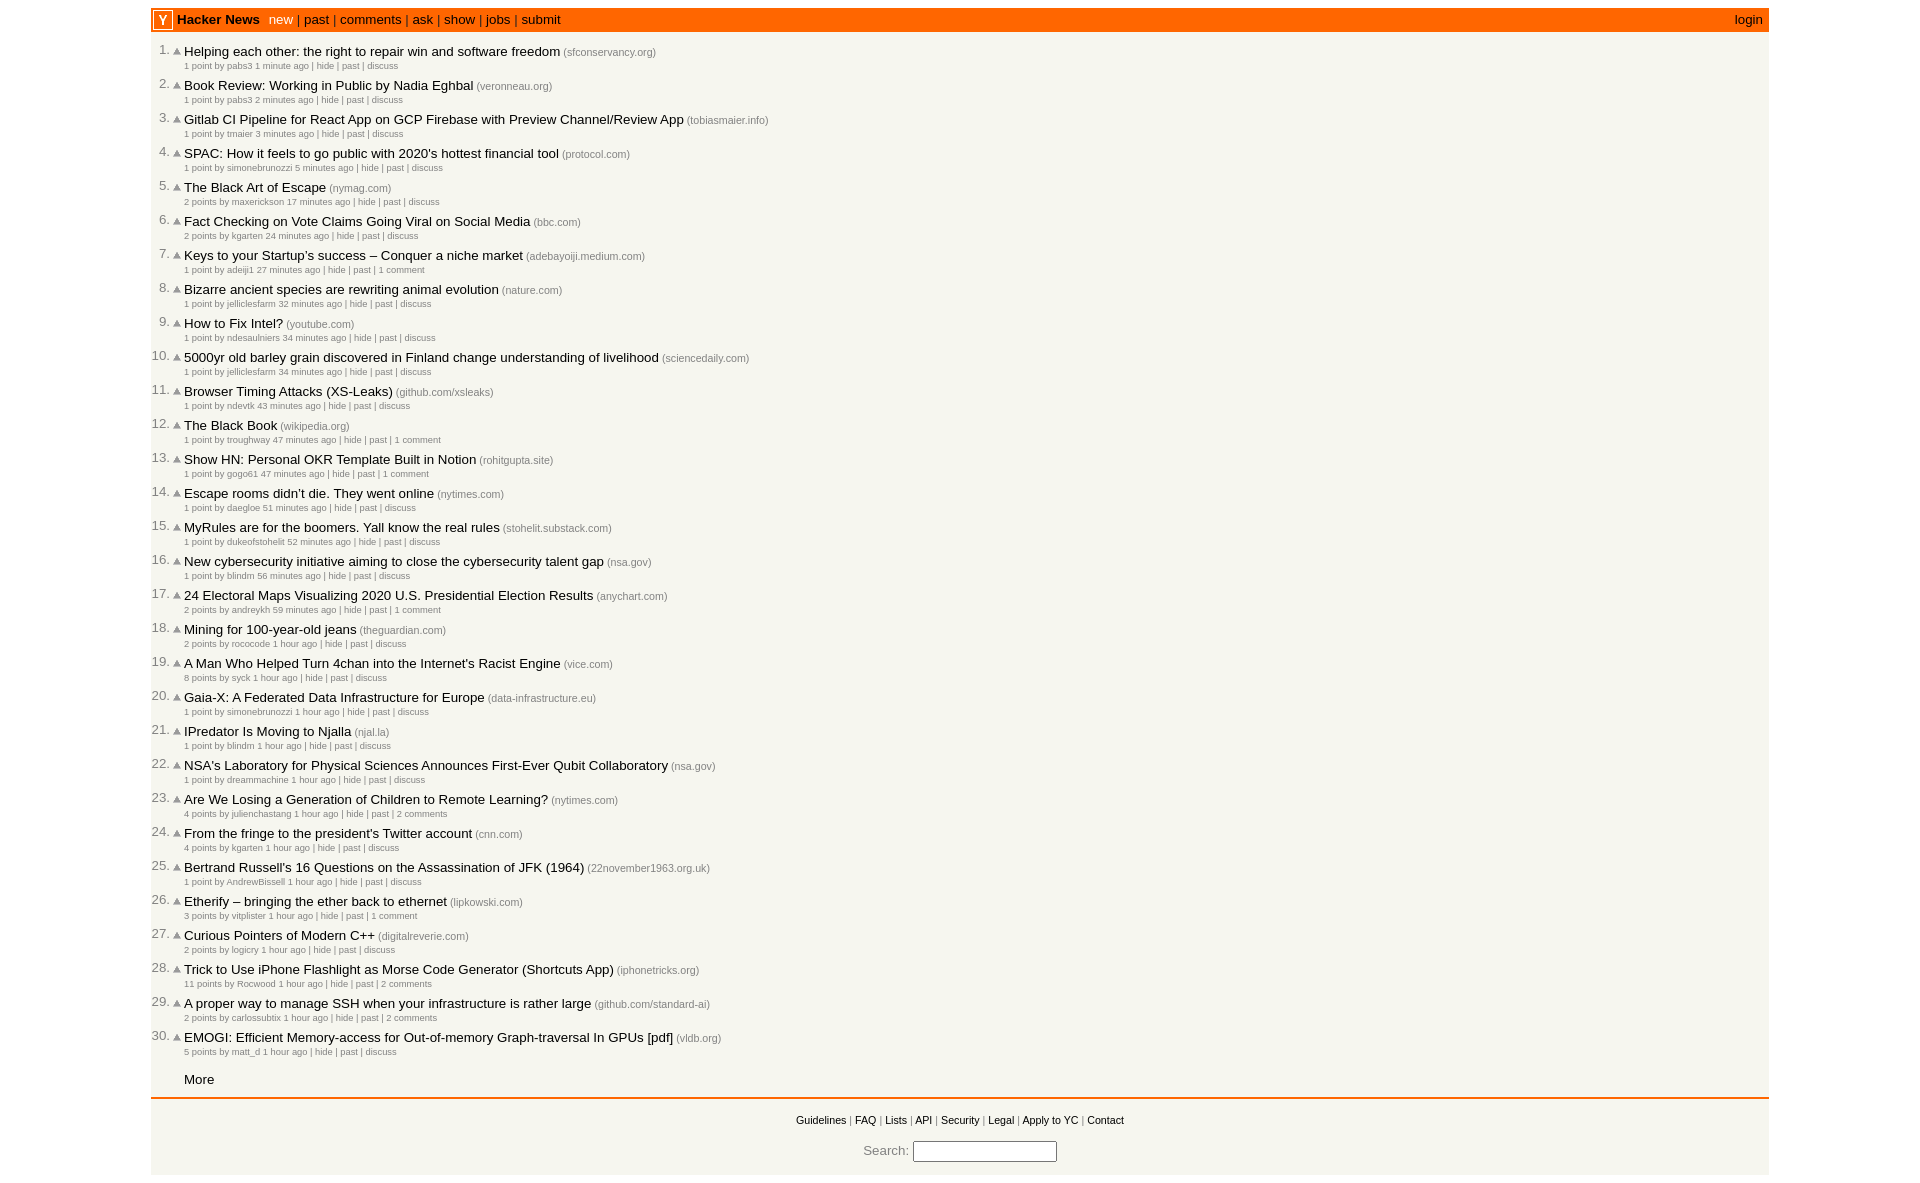 Y Hacker News new | past | comments | ask | show | jobs | submit login
1. Helping each other: the right to repair win and software freedom (sfconservancy.org)
1 point by pabs3 1 minute ago | hide | past | discuss
2. Book Review: Working in Public by Nadia Eghbal (veronneau.org)
1 point by pabs3 2 minutes ago | hide | past | discuss
3. Gitlab CI Pipeline for React App on GCP Firebase with Preview Channel/Review App (tobiasmaier.info)
1 point by tmaier 3 minutes ago | hide | past | discuss
4. SPAC: How it feels to go public with 2020's hottest financial tool (protocol.com)
1 point by simonebrunozzi 5 minutes ago | hide | past | discuss
5. The Black Art of Escape (nymag.com)
2 points by maxerickson 17 minutes ago | hide | past | discuss
6. Fact Checking on Vote Claims Going Viral on Social Media (bbc.com)
2 points by kgarten 24 minutes ago | hide | past | discuss
7. Keys to your Startup’s success – Conquer a niche market (adebayoiji.medium.com)
1 point by adeiji1 27 minutes ago | hide | past | 1 comment
8. Bizarre ancient species are rewriting animal evolution (nature.com)
1 point by jelliclesfarm 32 minutes ago | hide | past | discuss
9. How to Fix Intel? (youtube.com)
1 point by ndesaulniers 34 minutes ago | hide | past | discuss
10. 5000yr old barley grain discovered in Finland change understanding of livelihood (sciencedaily.com)
1 point by jelliclesfarm 34 minutes ago | hide | past | discuss
11. Browser Timing Attacks (XS-Leaks) (github.com/xsleaks)
1 point by ndevtk 43 minutes ago | hide | past | discuss
12. The Black Book (wikipedia.org)
1 point by troughway 47 minutes ago | hide | past | 1 comment
13. Show HN: Personal OKR Template Built in Notion (rohitgupta.site)
1 point by gogo61 47 minutes ago | hide | past | 1 comment
14. Escape rooms didn’t die. They went online (nytimes.com)
1 point by daegloe 51 minutes ago | hide | past | discuss
15. MyRules are for the boomers. Yall know the real rules (stohelit.substack.com)
1 point by dukeofstohelit 52 minutes ago | hide | past | discuss
16. New cybersecurity initiative aiming to close the cybersecurity talent gap (nsa.gov)
1 point by blindm 56 minutes ago | hide | past | discuss
17. 24 Electoral Maps Visualizing 2020 U.S. Presidential Election Results (anychart.com)
2 points by andreykh 59 minutes ago | hide | past | 1 comment
18. Mining for 100-year-old jeans (theguardian.com)
2 points by rococode 1 hour ago | hide | past | discuss
19. A Man Who Helped Turn 4chan into the Internet's Racist Engine (vice.com)
8 points by syck 1 hour ago | hide | past | discuss
20. Gaia-X: A Federated Data Infrastructure for Europe (data-infrastructure.eu)
1 point by simonebrunozzi 1 hour ago | hide | past | discuss
21. IPredator Is Moving to Njalla (njal.la)
1 point by blindm 1 hour ago | hide | past | discuss
22. NSA's Laboratory for Physical Sciences Announces First-Ever Qubit Collaboratory (nsa.gov)
1 point by dreammachine 1 hour ago | hide | past | discuss
23. Are We Losing a Generation of Children to Remote Learning? (nytimes.com)
4 points by julienchastang 1 hour ago | hide | past | 2 comments
24. From the fringe to the president's Twitter account (cnn.com)
4 points by kgarten 1 hour ago | hide | past | discuss
25. Bertrand Russell's 16 Questions on the Assassination of JFK (1964) (22november1963.org.uk)
1 point by AndrewBissell 1 hour ago | hide | past | discuss
26. Etherify – bringing the ether back to ethernet (lipkowski.com)
3 points by vitplister 1 hour ago | hide | past | 1 comment
27. Curious Pointers of Modern C++ (digitalreverie.com)
2 points by logicry 1 hour ago | hide | past | discuss
28. Trick to Use iPhone Flashlight as Morse Code Generator (Shortcuts App) (iphonetricks.org)
11 points by Rocwood 1 hour ago | hide | past | 2 comments
29. A proper way to manage SSH when your infrastructure is rather large (github.com/standard-ai)
2 points by carlossubtix 1 hour ago | hide | past | 2 comments
30. EMOGI: Efficient Memory-access for Out-of-memory Graph-traversal In GPUs [pdf] (vldb.org)
5 points by matt_d 1 hour ago | hide | past | discuss
More
Guidelines | FAQ | Lists | API | Security | Legal | Apply to YC | Contact
Search: